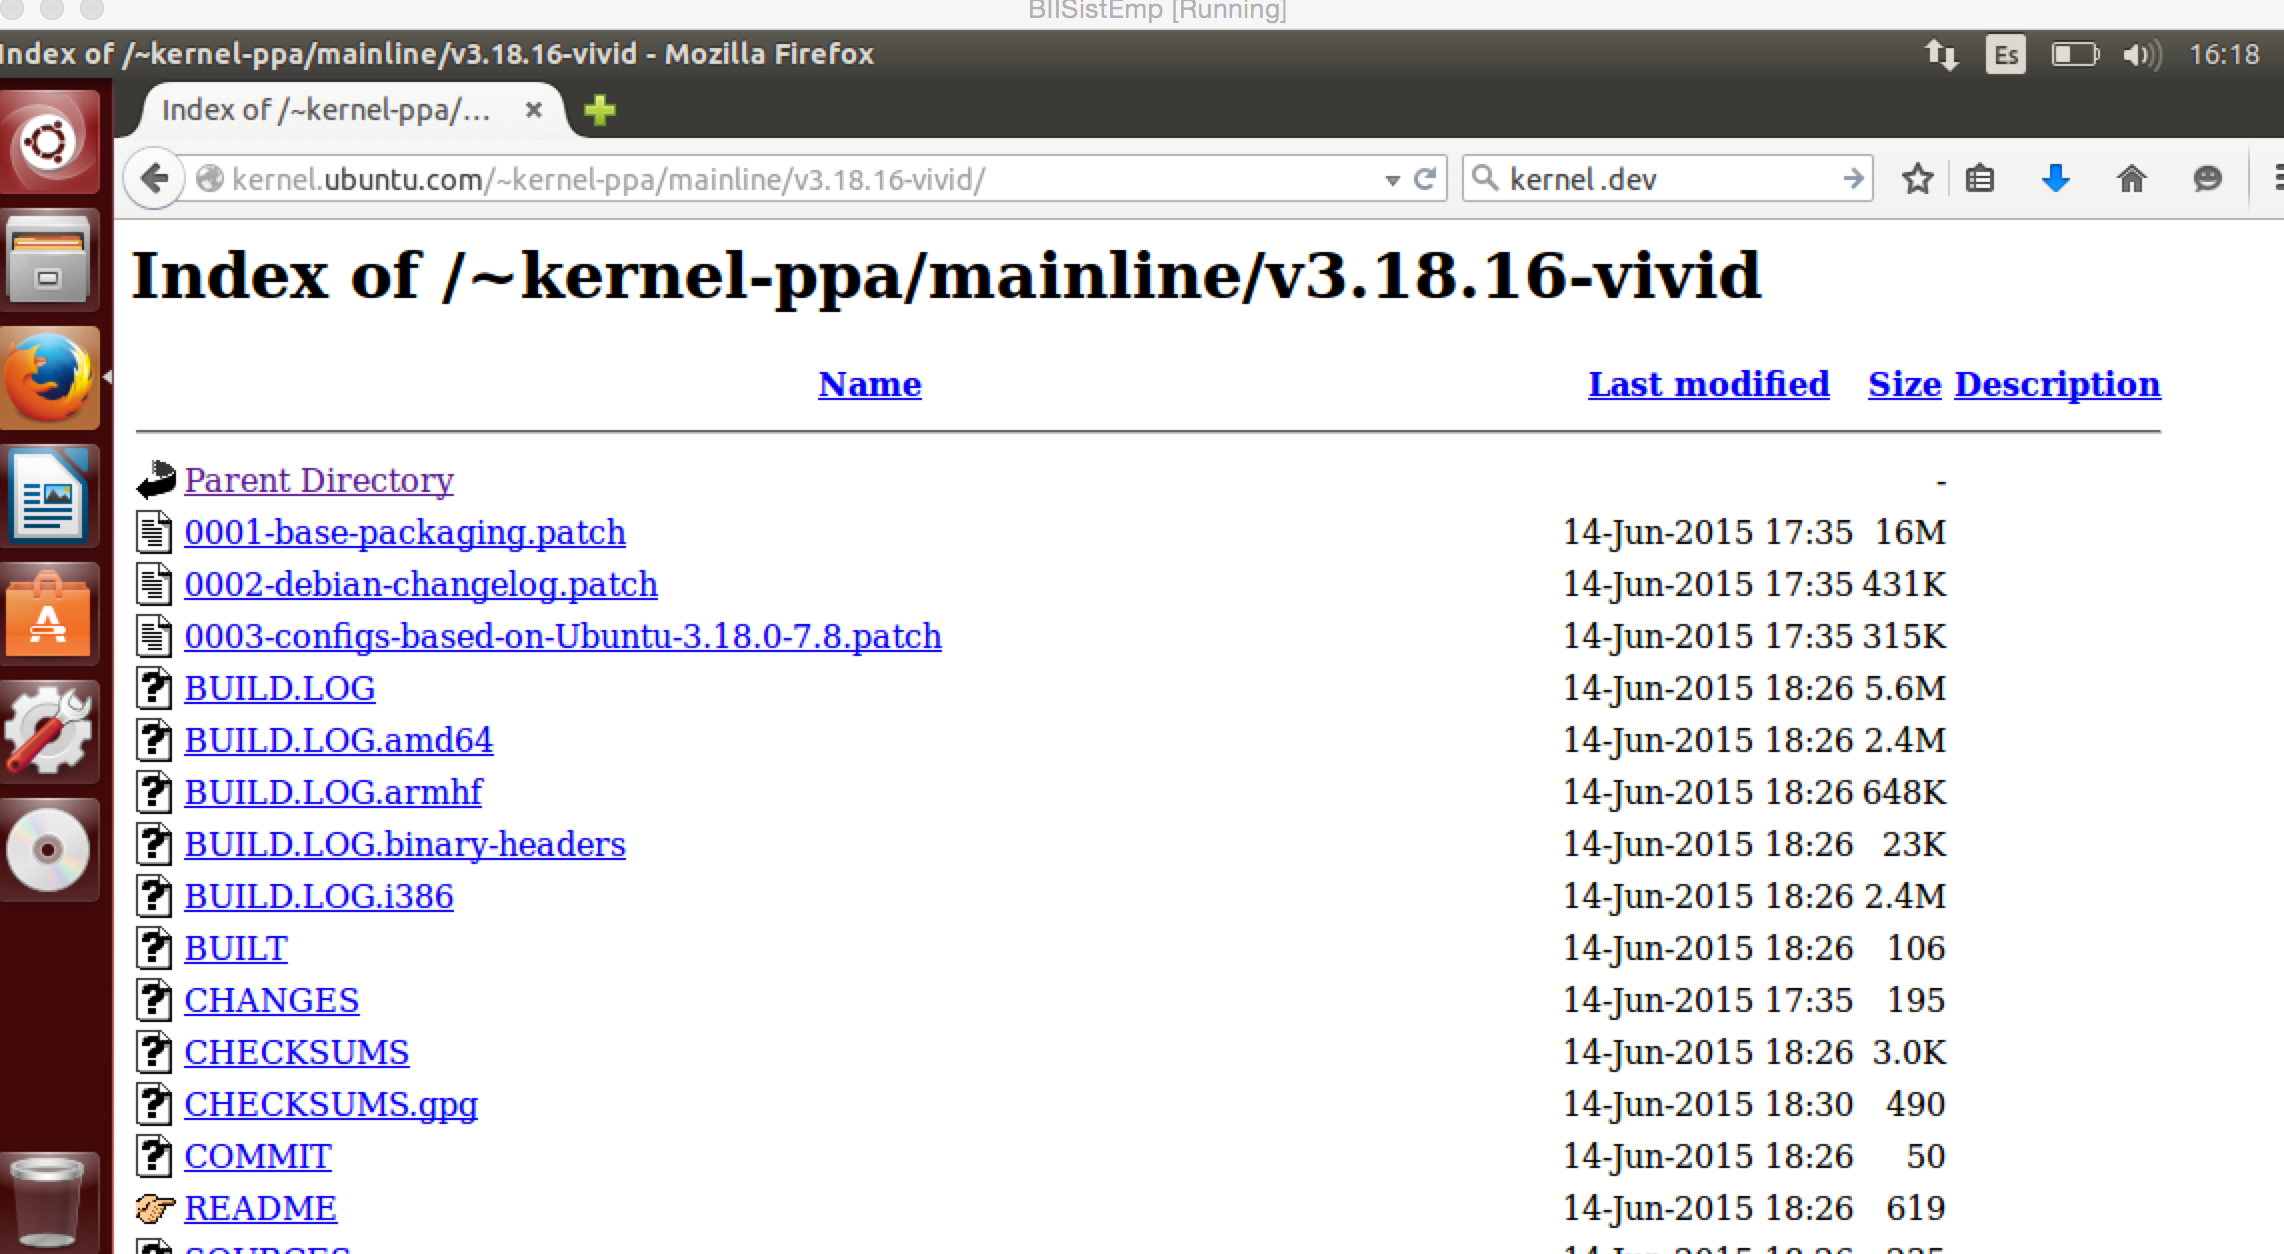 BIISistEmp [Running]
Index of /~kernel-ppa/mainline/v3.18.16-vivid - Mozilla Firefox Es 16:18
Index of /~kernel-ppa/...
kernel.ubuntu.com/~kernel-ppa/mainline/v3.18.16-vivid/ kernel .dev
Index of /~kernel-ppa/mainline/v3.18.16-vivid
Name Last modified Size Description
Parent Directory -
0001-base-packaging.patch 14-Jun-2015 17:35 16M
0002-debian-changelog.patch 14-Jun-2015 17:35 431K
0003-configs-based-on-Ubuntu-3.18.0-7.8.patch 14-Jun-2015 17:35 315K
BUILD.LOG 14-Jun-2015 18:26 5.6M
BUILD.LOG.amd64 14-Jun-2015 18:26 2.4M
BUILD.LOG.armhf 14-Jun-2015 18:26 648K
BUILD.LOG.binary-headers 14-Jun-2015 18:26 23K
BUILD.LOG.i386 14-Jun-2015 18:26 2.4M
BUILT 14-Jun-2015 18:26 106
CHANGES 14-Jun-2015 17:35 195
CHECKSUMS 14-Jun-2015 18:26 3.0K
CHECKSUMS.gpg 14-Jun-2015 18:30 490
COMMIT 14-Jun-2015 18:26 50
README 14-Jun-2015 18:26 619